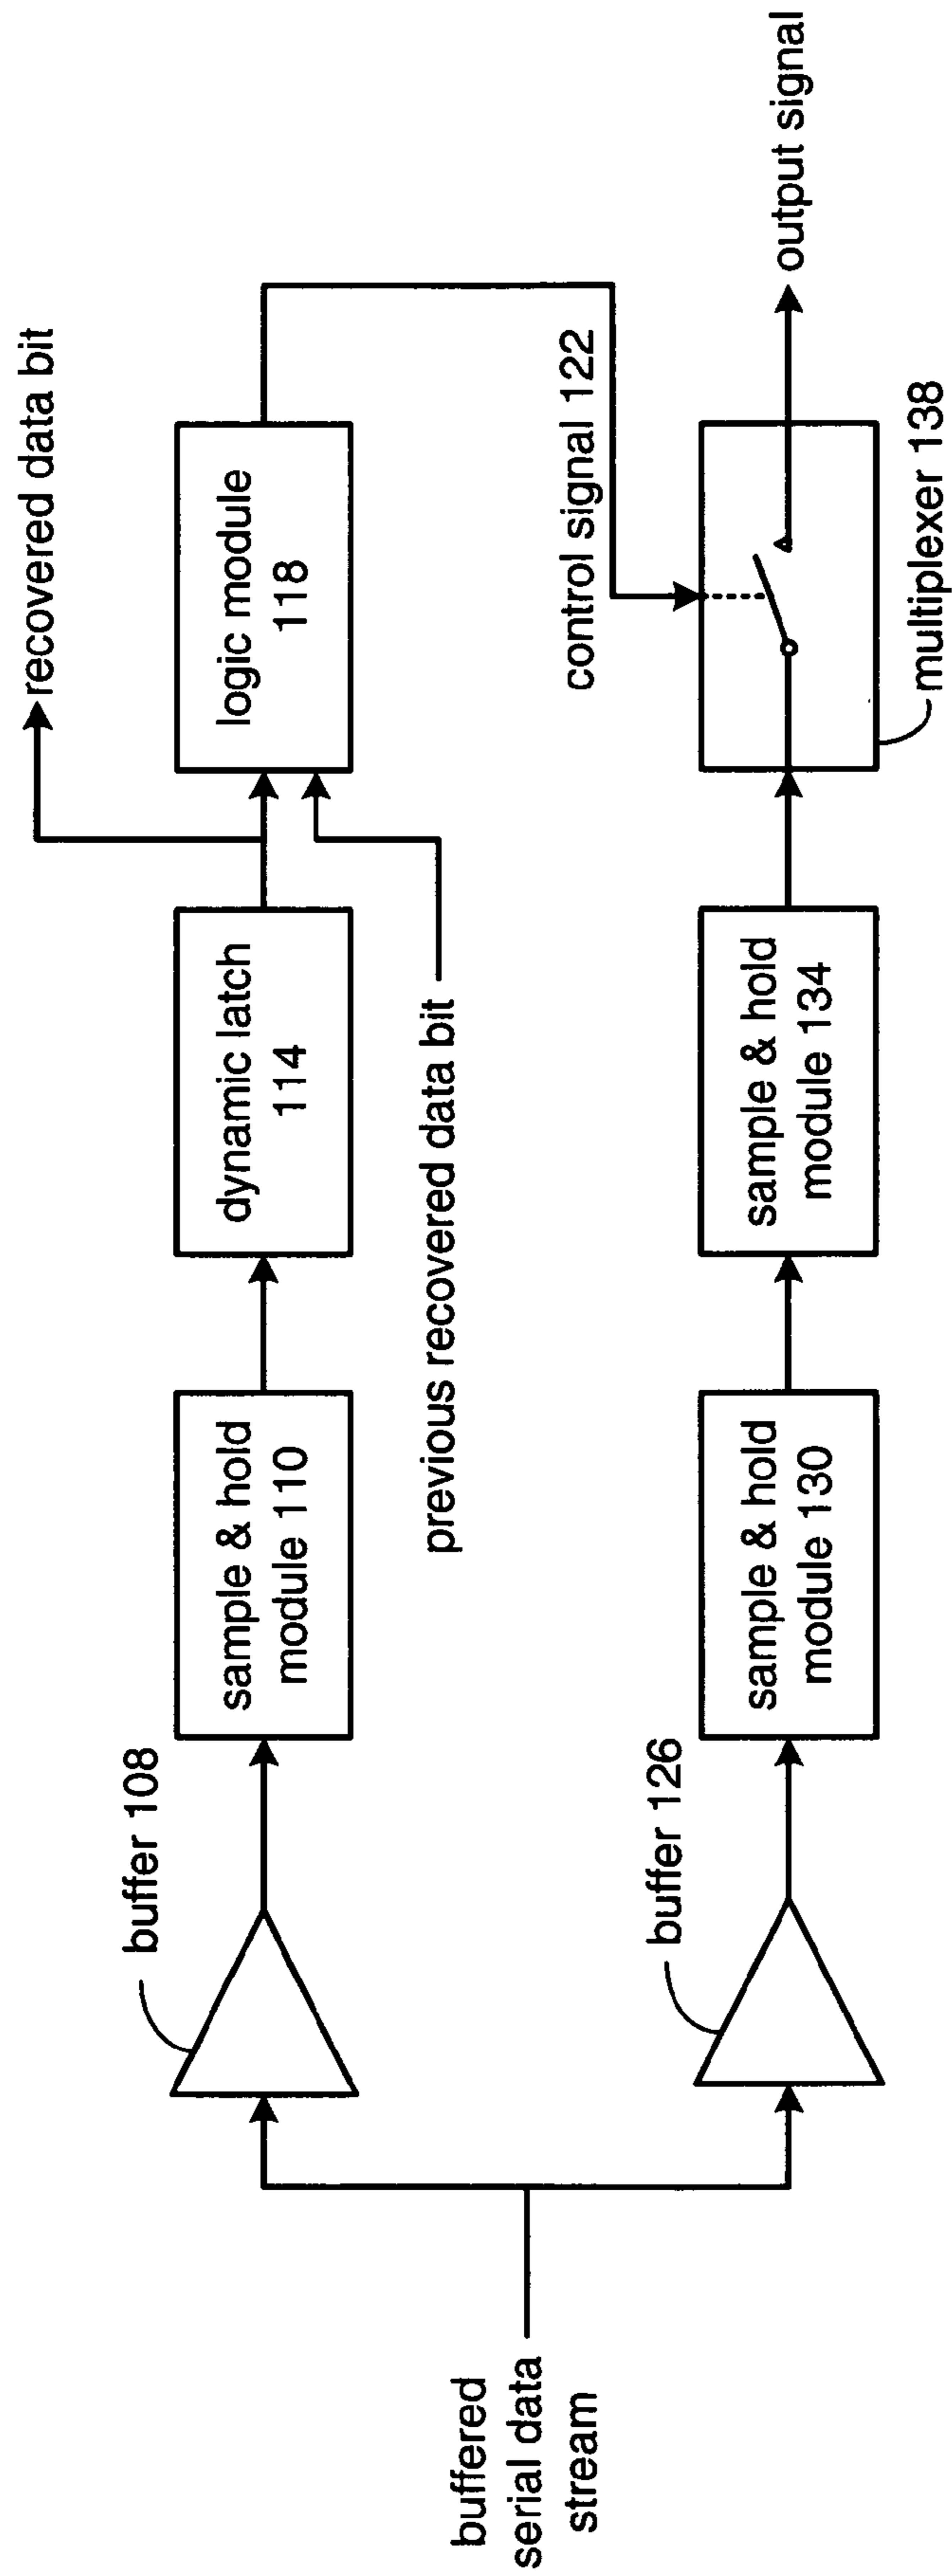 buffered
serial data
stream
buffer 108
sample & hold
module 110
dynamic latch
114
logic module
118
recovered data bit
previous recovered data bit
buffer 126
sample & hold
module 130
sample & hold
module 134
control signal 122
multiplexer 138
output signal